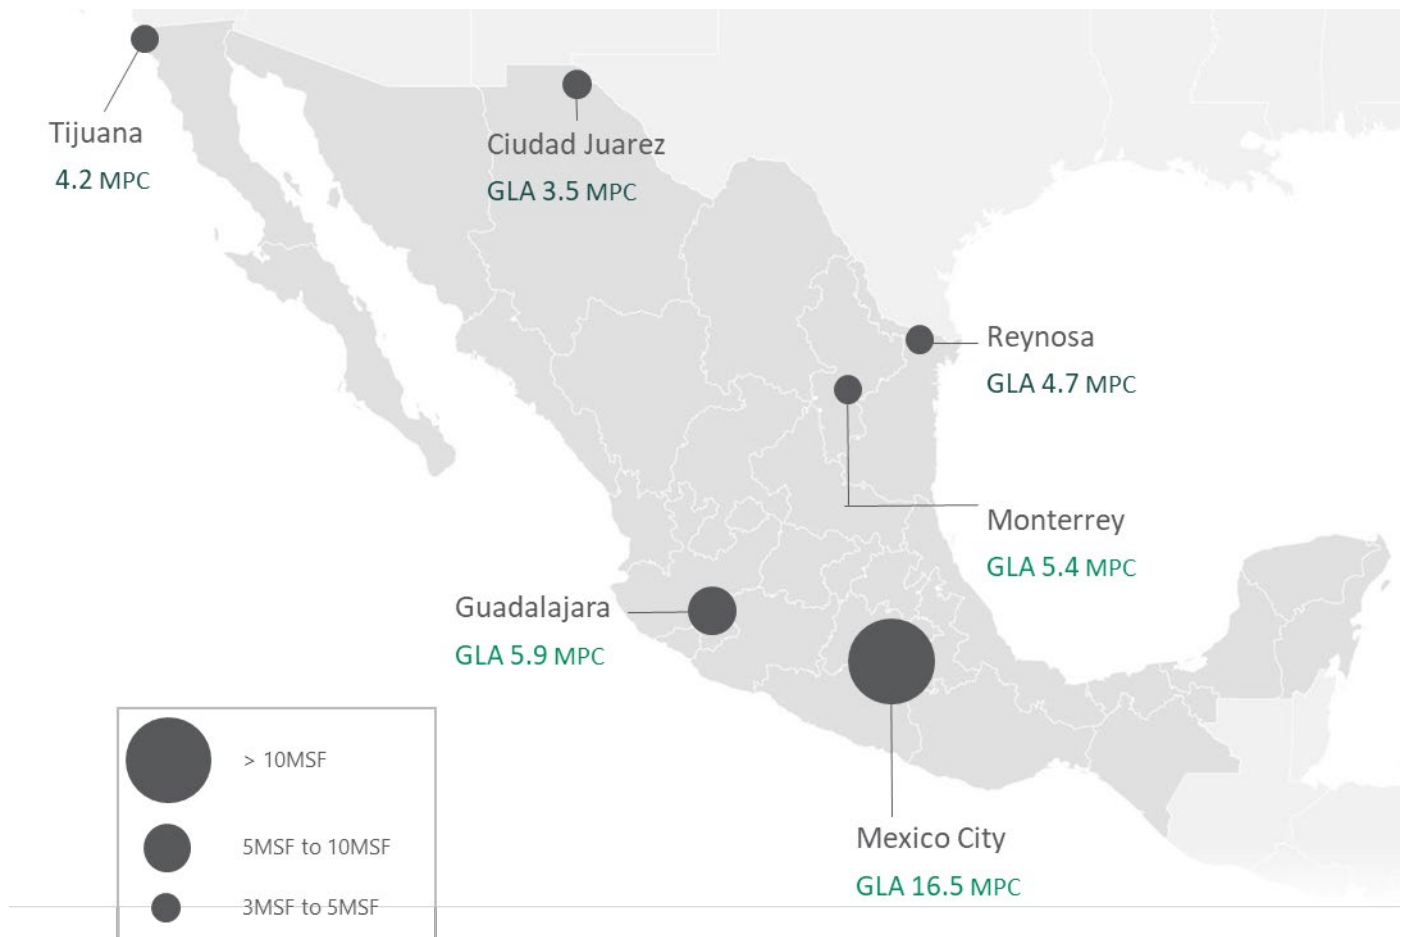 Tijuana
4.2 MPC
Ciudad Juarez
GLA 3.5 MPC
Reynosa
GLA 4.7 MPC
Monterrey
GLA 5.4 MPC
Guadalajara
GLA 5.9 MPC
Mexico City
GLA 16.5 MPC
> 10MSF
5MSF to 10MSF
3MSF to 5MSF